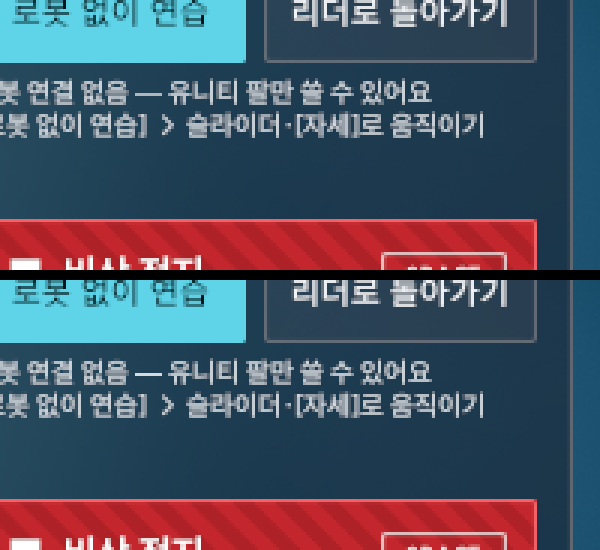 로봇 없이 연습 리더로 돌아가기
봇 연결 없음 — 유니티 팔만 쓸 수 있어요
로봇 없이 연습] > 슬라이더·[자세]로 움직이기
비상 정지
로봇 없이 연습 리더로 돌아가기
봇 연결 없음 — 유니티 팔만 쓸 수 있어요
로봇 없이 연습] > 슬라이더·[자세]로 움직이기
비상 정지